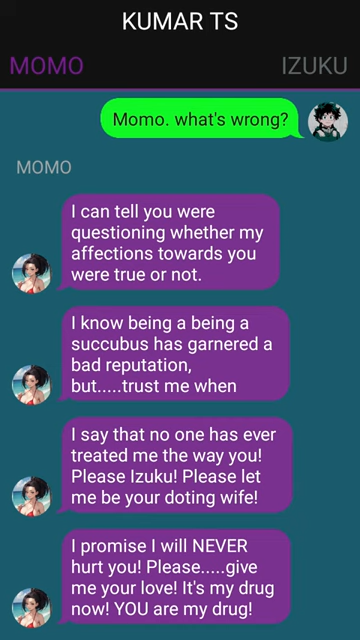 KUMAR TS
MOMO IZUKU
Momo. what's wrong?
MOMO
I can tell you were
questioning whether my
affections towards you
were true or not.
I know being a being a
succubus has garnered a
bad reputation,
but.....trust me when
I say that no one has ever
treated me the way you!
Please Izuku! Please let
me be your doting wife!
I promise I will NEVER
hurt you! Please.....give
me your love! It's my drug
now! YOU are my drug!